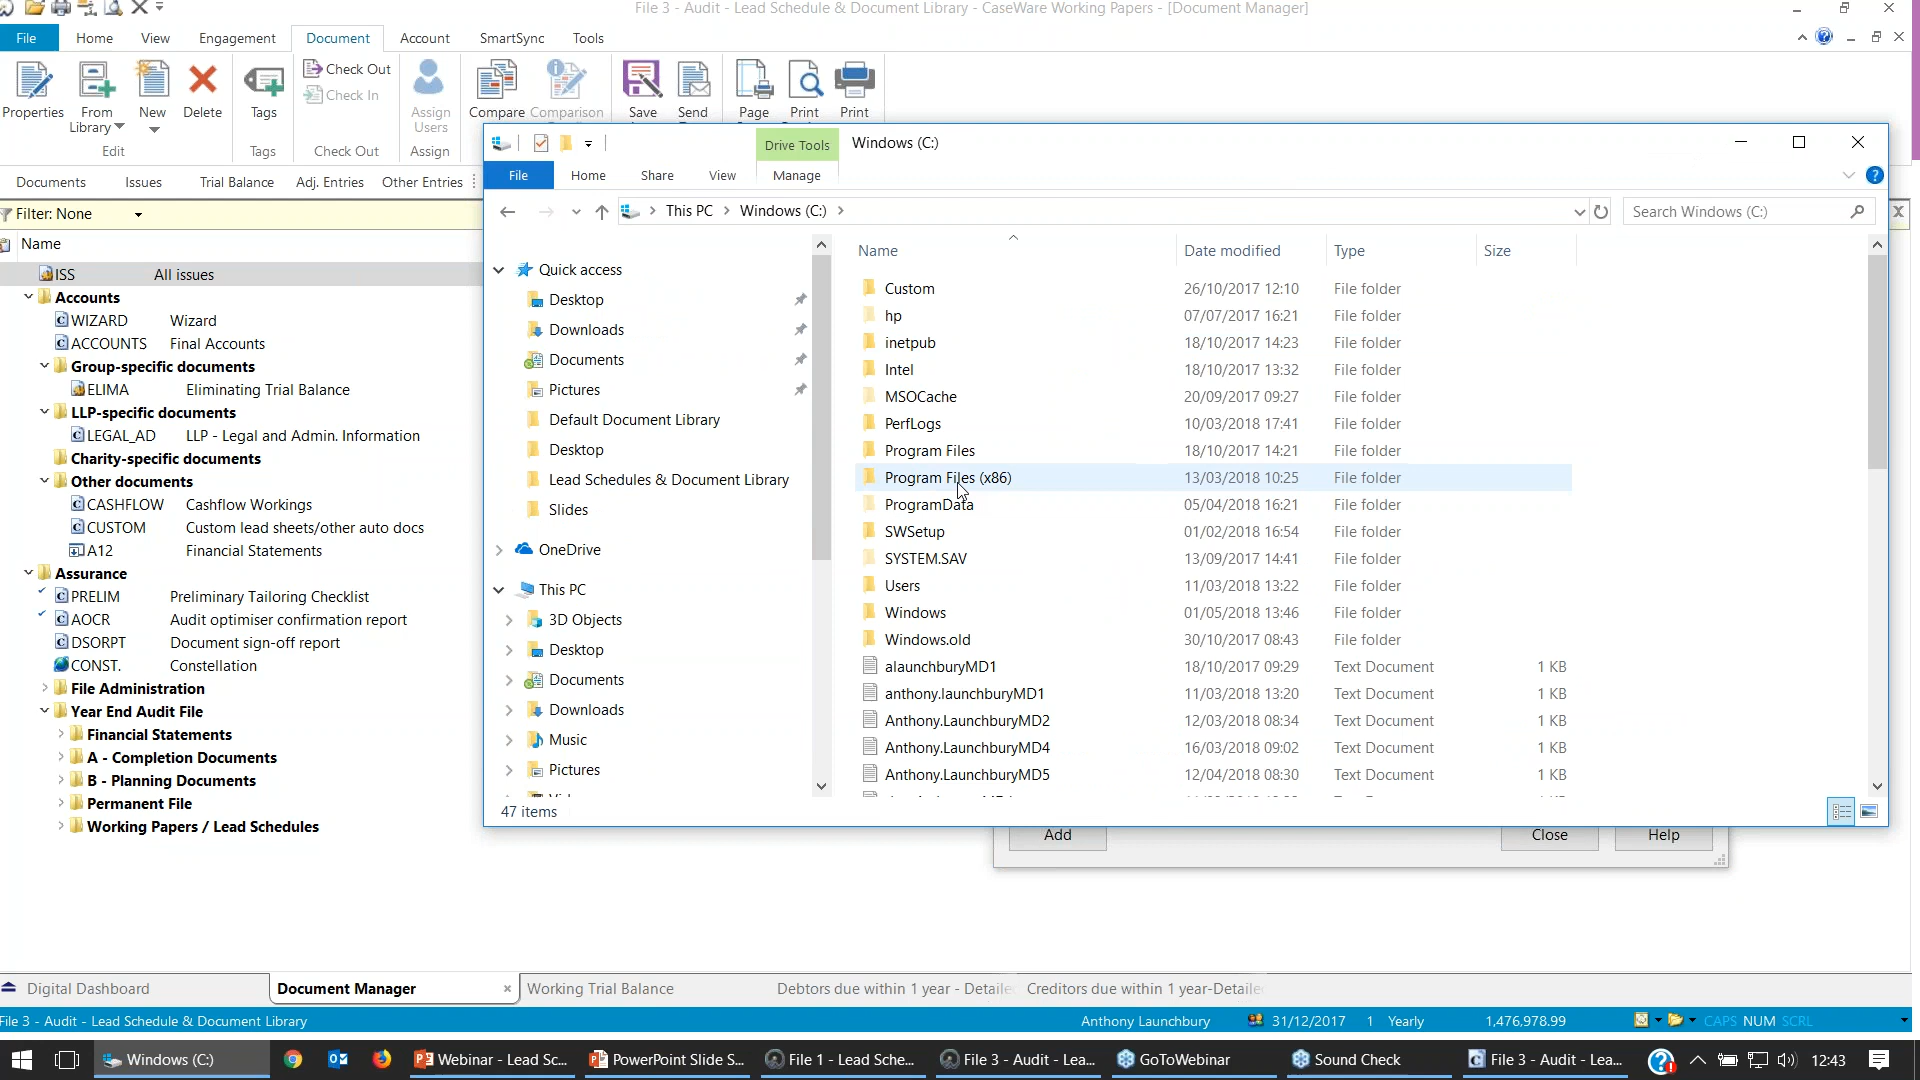 File 3 - Audit - Lead Schedule & Document Library - CaseWare Working Papers - [Document Manager]
File Home View Engagement Document Account SmartSync Tools
Check Out
Check In
Properties From Library New Delete Tags Assign Users Compare Comparison Save Send Page Print Print
Edit Tags Check Out Assign
Documents Issues Trial Balance Adj. Entries Other Entries
Filter: None
Name
ISS All issues
Accounts
WIZARD Wizard
ACCOUNTS Final Accounts
Group-specific documents
ELIMA Eliminating Trial Balance
LLP-specific documents
LEGAL_AD LLP - Legal and Admin. Information
Charity-specific documents
Other documents
CASHFLOW Cashflow Workings
CUSTOM Custom lead sheets/other auto docs
A12 Financial Statements
Assurance
PRELIM Preliminary Tailoring Checklist
AOCR Audit optimiser confirmation report
DSORPT Document sign-off report
CONST. Constellation
File Administration
Year End Audit File
Financial Statements
A - Completion Documents
B - Planning Documents
Permanent File
Working Papers / Lead Schedules
Drive Tools Windows (C:)
File Home Share View Manage
This PC Windows (C:)
Search Windows (C:)
Quick access
Desktop
Downloads
Documents
Pictures
Default Document Library
Desktop
Lead Schedules & Document Library
Slides
OneDrive
This PC
3D Objects
Desktop
Documents
Downloads
Music
Pictures
Name Date modified Type Size
Custom 26/10/2017 12:10 File folder
hp 07/07/2017 16:21 File folder
inetpub 18/10/2017 14:23 File folder
Intel 18/10/2017 13:32 File folder
MSOCache 20/09/2017 09:27 File folder
PerfLogs 10/03/2018 17:41 File folder
Program Files 18/10/2017 14:21 File folder
Program Files (x86) 13/03/2018 10:25 File folder
ProgramData 05/04/2018 16:21 File folder
SWSetup 01/02/2018 16:54 File folder
SYSTEM.SAV 13/09/2017 14:41 File folder
Users 11/03/2018 13:22 File folder
Windows 01/05/2018 13:46 File folder
Windows.old 30/10/2017 08:43 File folder
alaunchburyMD1 18/10/2017 09:29 Text Document 1 KB
anthony.launchburyMD1 11/03/2018 13:20 Text Document 1 KB
Anthony.LaunchburyMD2 12/03/2018 08:34 Text Document 1 KB
Anthony.LaunchburyMD4 16/03/2018 09:02 Text Document 1 KB
Anthony.LaunchburyMD5 12/04/2018 08:30 Text Document 1 KB
47 items
Add Close Help
Digital Dashboard Document Manager Working Trial Balance Debtors due within 1 year - Detaile Creditors due within 1 year-Detaile
File 3 - Audit - Lead Schedule & Document Library Anthony Launchbury 31/12/2017 1 Yearly 1,476,978.99 CAPS NUM SCRL
Windows (C:) Webinar - Lead Sc... PowerPoint Slide S... File 1 - Lead Sche... File 3 - Audit - Lea... GoToWebinar Sound Check File 3 - Audit - Lea... 12:43